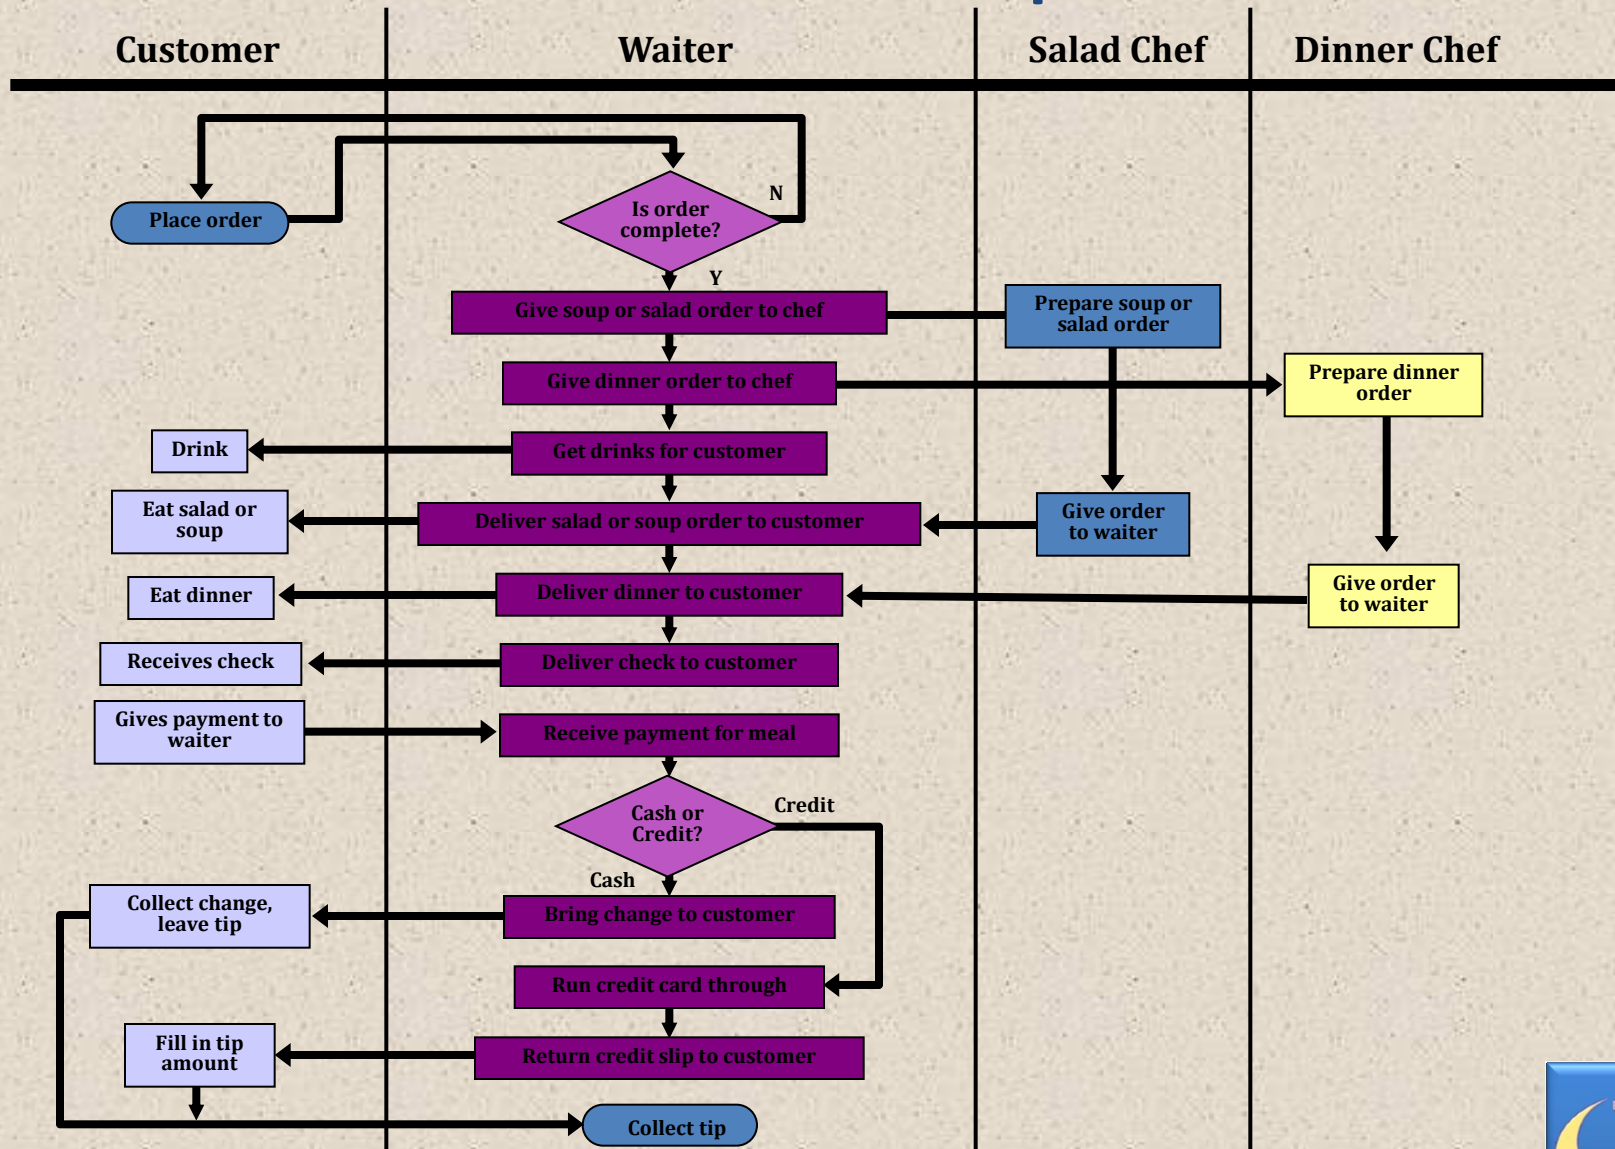 Customer
Waiter
Salad Chef
Dinner Chef
Place order
Is order
complete?
N
Y
Give soup or salad order to chef
Prepare soup or
salad order
Give dinner order to chef
Prepare dinner
order
Drink
Get drinks for customer
Eat salad or
soup
Deliver salad or soup order to customer
Give order
to waiter
Eat dinner
Deliver dinner to customer
Give order
to waiter
Receives check
Deliver check to customer
Gives payment to
waiter
Receive payment for meal
Cash or
Credit?
Credit
Cash
Collect change,
leave tip
Bring change to customer
Run credit card through
Fill in tip
amount
Return credit slip to customer
Collect tip